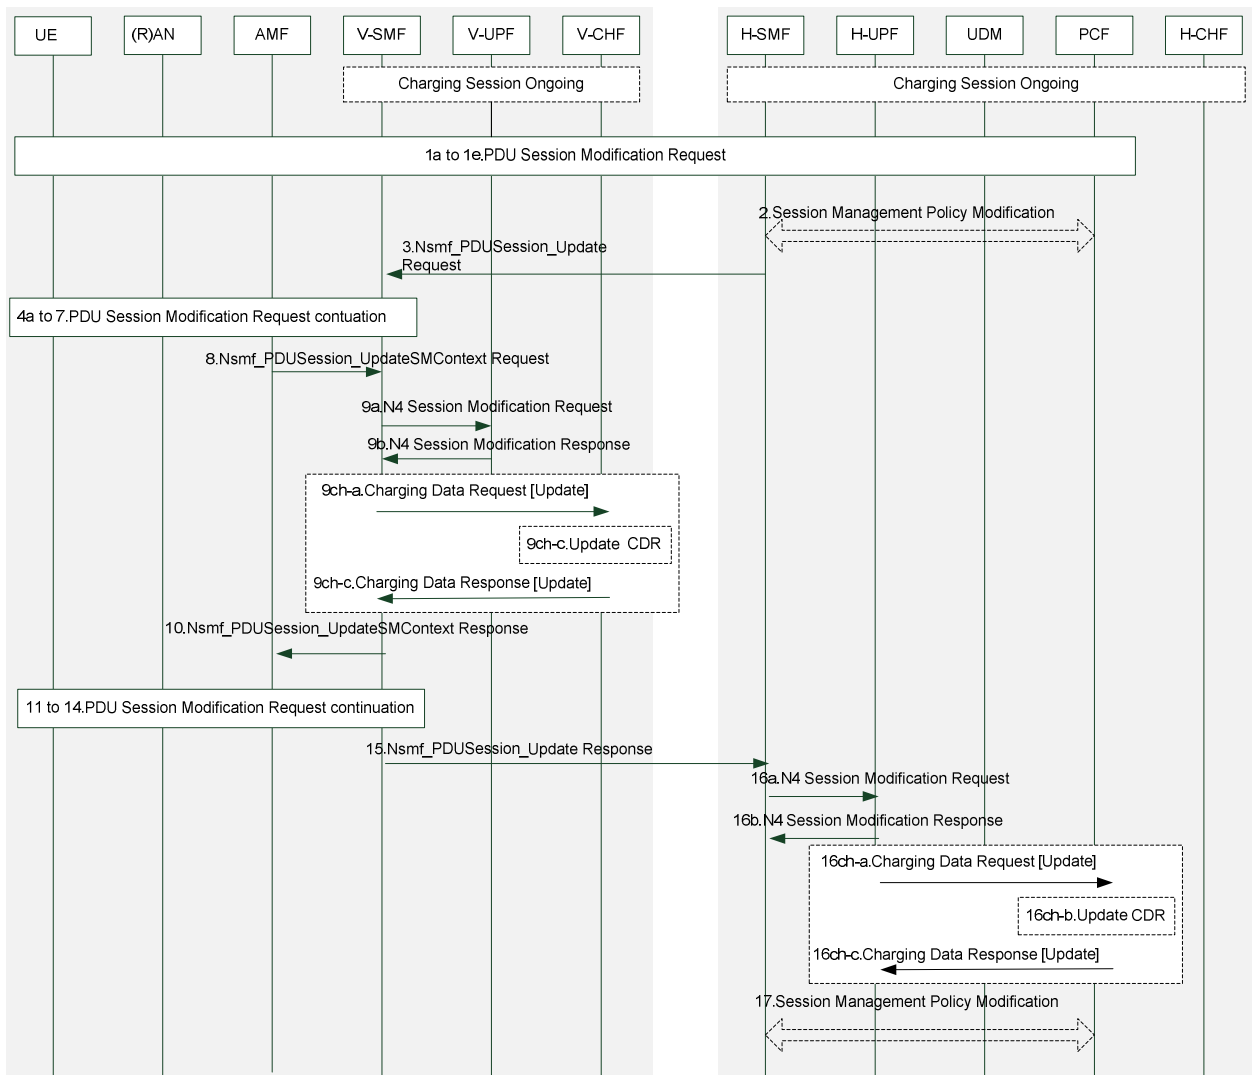 UE
(R)AN
AMF
V-SMF
V-UPF
V-CHF
H-SMF
H-UPF
UDM
PCF
H-CHF
Charging Session Ongoing
Charging Session Ongoing
1a to 1e.PDU Session Modification Request
2.Session Management Policy Modification
3.Nsmf_PDUSession_Update
Request
4a to 7.PDU Session Modification Request contuation
8.Nsmf_PDUSession_UpdateSMContext Request
9a.N4 Session Modification Request
9b.N4 Session Modification Response
9ch-a.Charging Data Request [Update]
9ch-c.Update CDR
9ch-c.Charging Data Response [Update]
10.Nsmf_PDUSession_UpdateSMContext Response
11 to 14.PDU Session Modification Request continuation
15.Nsmf_PDUSession_Update Response
16a.N4 Session Modification Request
16b.N4 Session Modification Response
16ch-a.Charging Data Request [Update]
16ch-b.Update CDR
16ch-c.Charging Data Response [Update]
17.Session Management Policy Modification